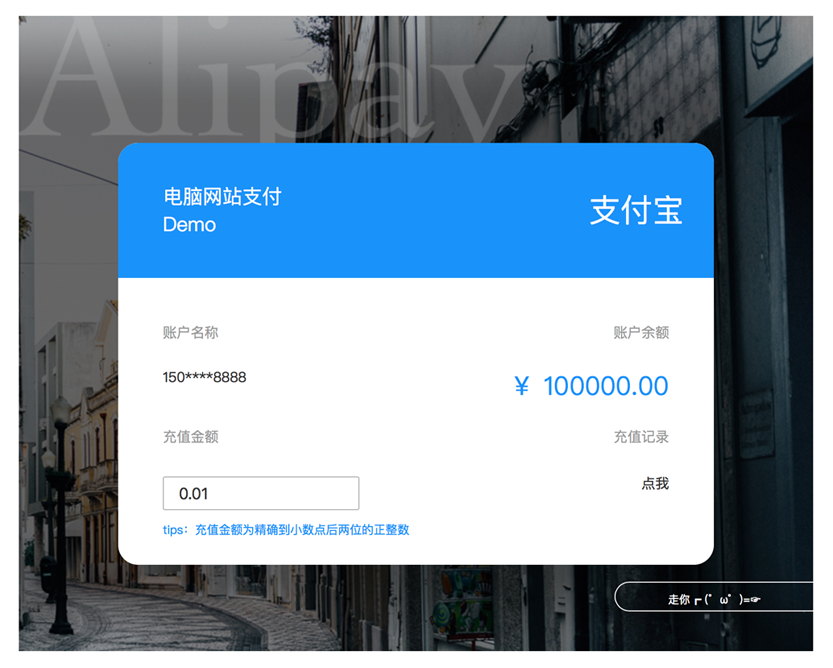 Alipay
电脑网站支付
Demo
支付宝
账户名称
账户余额
150****8888
¥ 100000.00
充值金额
充值记录
0.01
点我
tips：充值金额为精确到小数点后两位的正整数
走你┏(゜ω゜)=☞